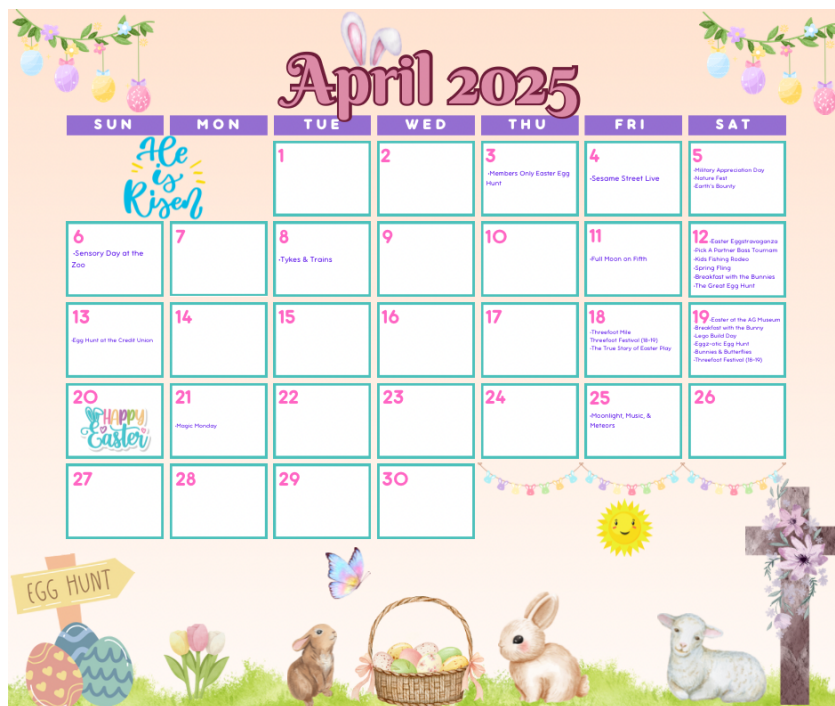 April 2025
SUN MON TUE WED THU FRI SAT
He
is
Risen
1
2
3
-Members Only Easter Egg
Hunt
4
-Sesame Street Live
5
-Military Appreciation Day
-Nature Fest
-Earth's Bounty
6
-Sensory Day at the
Zoo
7
8
-Tykes & Trains
9
10
11
-Full Moon on Fifth
12 -Easter Eggstravaganza
-Pick A Partner Bass Tournam
-Kids Fishing Rodeo
-Spring Fling
-Breakfast with the Bunnies
-The Great Egg Hunt
13
-Egg Hunt at the Credit Union
14
15
16
17
18
-Threefoot Mile
Threefoot Festival (18-19)
-The True Story of Easter Play
19 -Easter at the AG Museum
-Breakfast with the Bunny
-Lego Build Day
-Eggz-otic Egg Hunt
-Bunnies & Butterflies
-Threefoot Festival (18-19)
20
HAPPY
Easter
21
-Magic Monday
22
23
24
25
-Moonlight, Music, &
Meteors
26
27
28
29
30
EGG HUNT